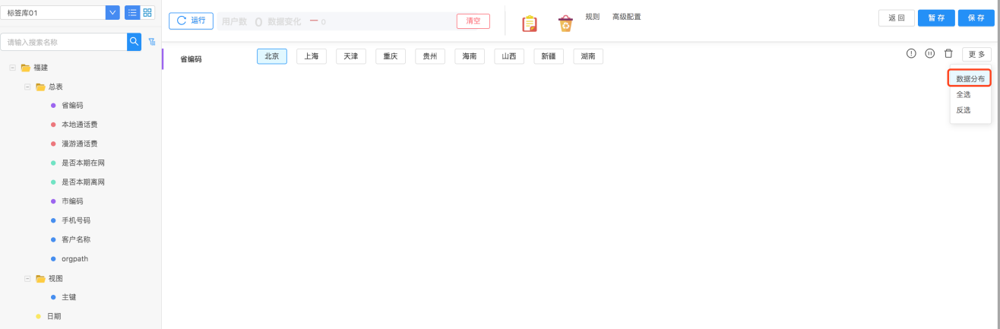 标签库01
运行 用户数 0 数据变化 一 0 清空 规则 高级配置 返回 暂存 保存
请输入搜索名称
省编码 北京 上海 天津 重庆 贵州 海南 山西 新疆 湖南 更多
数据分布
全选
反选
福建
总表
省编码
本地通话费
漫游通话费
是否本期在网
是否本期离网
市编码
手机号码
客户名称
orgpath
视图
主键
日期